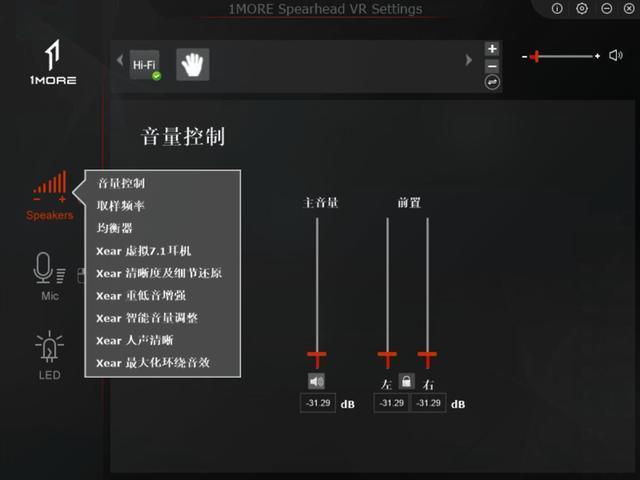 1MORE Spearhead VR Settings
1MORE
Hi-Fi
音量控制
Speakers
音量控制
取样频率
均衡器
Xear 虚拟7.1耳机
Xear 清晰度及细节还原
Xear 重低音增强
Xear 智能音量调整
Xear 人声清晰
Xear 最大化环绕音效
Mic
LED
主音量
前置
左
右
-31.29 dB
-31.29 -31.29 dB